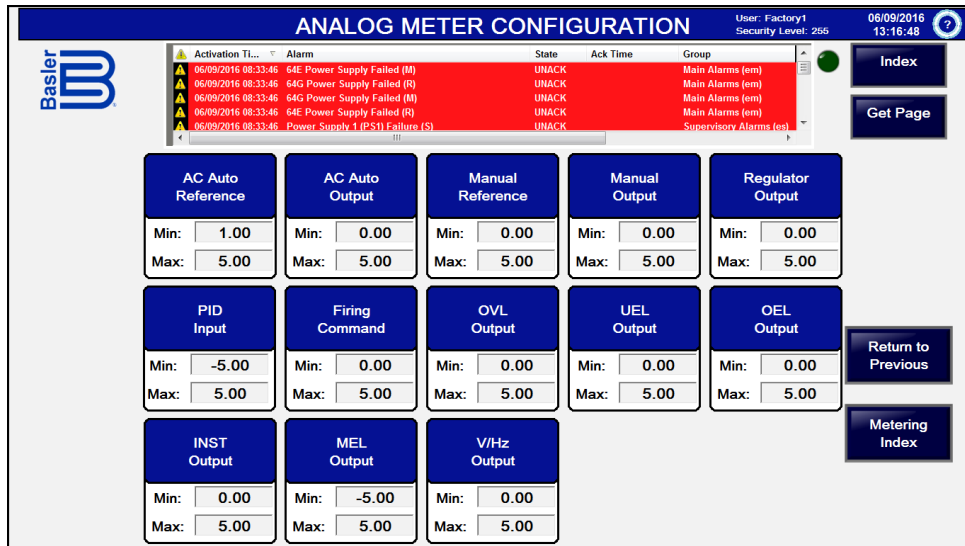 ANALOG METER CONFIGURATION
User: Factory1
Security Level: 255
06/09/2016
13:16:48
?
Basler
Activation Ti... Alarm State Ack Time Group
06/09/2016 08:33:46 64E Power Supply Failed (M) UNACK Main Alarms (em)
06/09/2016 08:33:46 64G Power Supply Failed (R) UNACK Main Alarms (em)
06/09/2016 08:33:46 64G Power Supply Failed (M) UNACK Main Alarms (em)
06/09/2016 08:33:46 64E Power Supply Failed (R) UNACK Main Alarms (em)
06/09/2016 08:33:46 Power Supply 1 (PS1) Failure (S) UNACK Supervisory Alarms (es)
Index
Get Page
AC Auto
Reference
Min: 1.00
Max: 5.00
AC Auto
Output
Min: 0.00
Max: 5.00
Manual
Reference
Min: 0.00
Max: 5.00
Manual
Output
Min: 0.00
Max: 5.00
Regulator
Output
Min: 0.00
Max: 5.00
PID
Input
Min: -5.00
Max: 5.00
Firing
Command
Min: 0.00
Max: 5.00
OVL
Output
Min: 0.00
Max: 5.00
UEL
Output
Min: 0.00
Max: 5.00
OEL
Output
Min: 0.00
Max: 5.00
Return to
Previous
Metering
Index
INST
Output
Min: 0.00
Max: 5.00
MEL
Output
Min: -5.00
Max: 5.00
V/Hz
Output
Min: 0.00
Max: 5.00